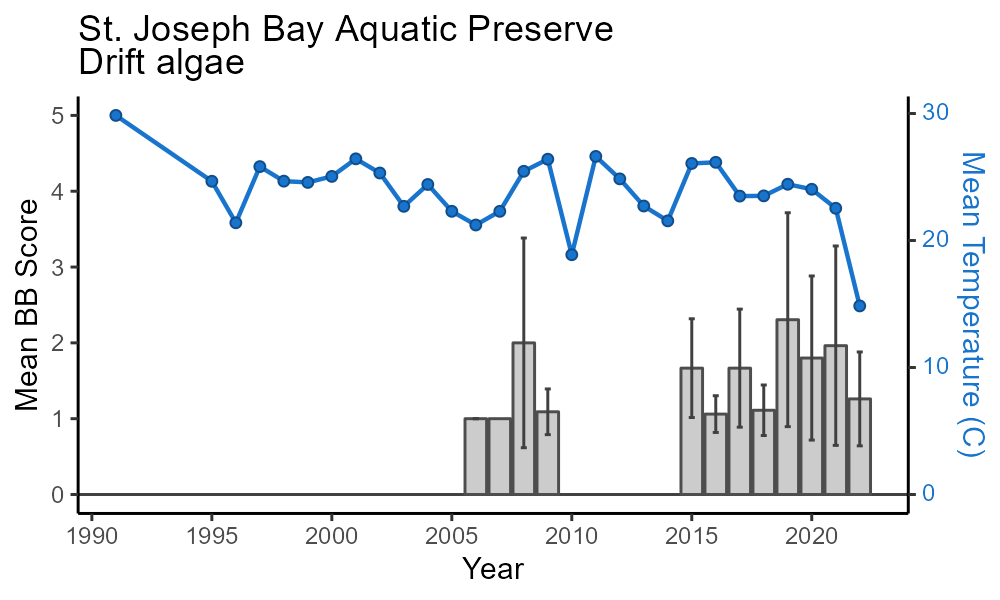 St. Joseph Bay Aquatic Preserve
Drift algae
Mean BB Score
5
4
3
2
1
0
30
20
10
0
Mean Temperature (C)
1990 1995 2000 2005 2010 2015 2020
Year